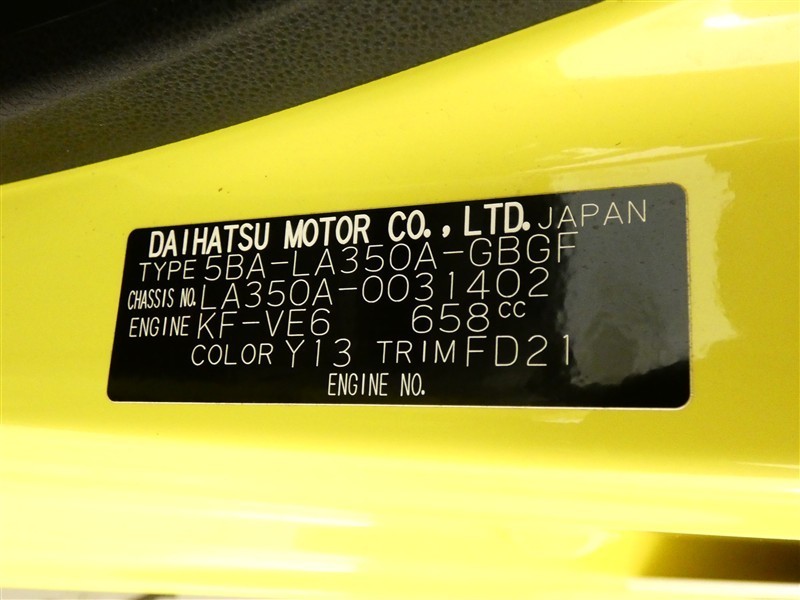 DAIHATSU MOTOR CO., LTD. JAPAN
TYPE 5BA-LA350A-GBGF
CHASSIS NO. LA350A-0031402
ENGINE KF-VE6 658cc
COLOR Y13 TRIM FD21
ENGINE NO.